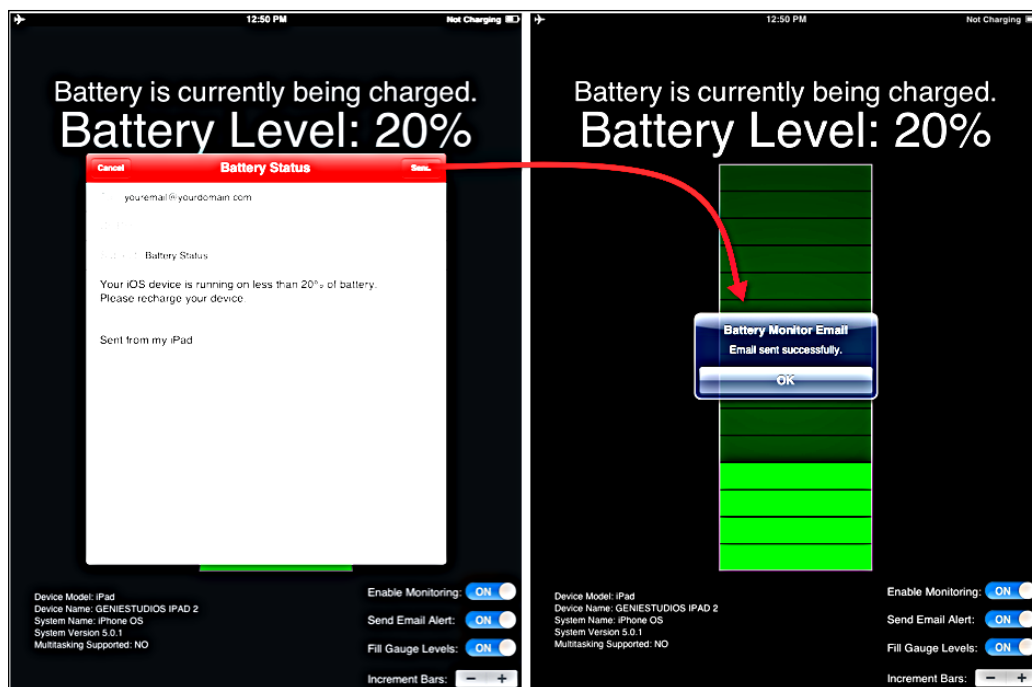 12:50 PM
Not Charging
Battery is currently being charged.
Battery Level: 20%
Cancel
Battery Status
youremail@yourdomain.com
Battery Status
Your iOS device is running on less than 20% of battery.
Please recharge your device
Sent from my iPad
Device Model: iPad
Device Name: GENIESTUDIOS IPAD 2
System Name: iPhone OS
System Version 5.0.1
Multitasking Supported: NO
Enable Monitoring: ON
Send Email Alert: ON
Fill Gauge Levels: ON
Increment Bars: − +
12:50 PM
Not Charging
Battery is currently being charged.
Battery Level: 20%
Battery Monitor Email
Email sent successfully.
OK
Device Model: iPad
Device Name: GENIESTUDIOS IPAD 2
System Name: iPhone OS
System Version 5.0.1
Multitasking Supported: NO
Enable Monitoring: ON
Send Email Alert: ON
Fill Gauge Levels: ON
Increment Bars: − +